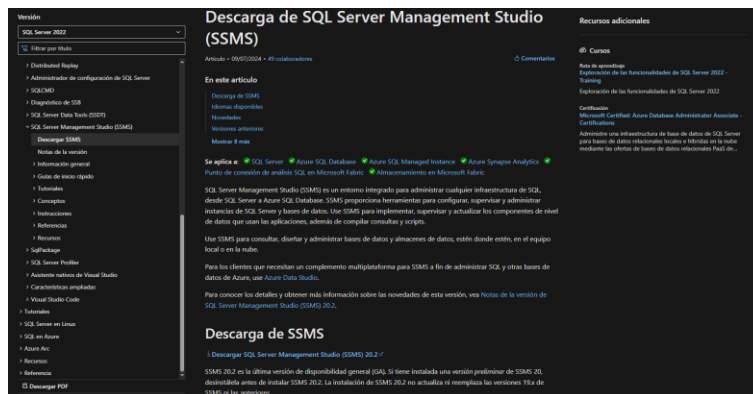 Versión
SQL Server 2022
Filtrar por título
Distributed Replay
Administrador de configuración de SQL Server
SQLCMD
Diagnóstico de SSB
SQL Server Data Tools (SSDT)
SQL Server Management Studio (SSMS)
Descargar SSMS
Notas de la versión
Información general
Guías de inicio rápido
Tutoriales
Conceptos
Instrucciones
Referencias
Recursos
SqlPackage
SQL Server Profiler
Asistente nativos de Visual Studio
Características ampliadas
Visual Studio Code
Tutoriales
SQL Server en Linux
SQL en Azure
Azure Arc
Recursos
Referencia
Descargar PDF
Descarga de SQL Server Management Studio
(SSMS)
Artículo • 09/07/2024 • 45 colaboradores
Comentarios
En este artículo
Descarga de SSMS
Idiomas disponibles
Novedades
Versiones anteriores
Mostrar 8 más
Se aplica a: SQL Server Azure SQL Database Azure SQL Managed Instance Azure Synapse Analytics
Punto de conexión de análisis SQL en Microsoft Fabric Almacenamiento en Microsoft Fabric
SQL Server Management Studio (SSMS) es un entorno integrado para administrar cualquier infraestructura de SQL,
desde SQL Server a Azure SQL Database. SSMS proporciona herramientas para configurar, supervisar y administrar
instancias de SQL Server y bases de datos. Use SSMS para implementar, supervisar y actualizar los componentes de nivel
de datos que usan las aplicaciones, además de compilar consultas y scripts.
Use SSMS para consultar, diseñar y administrar bases de datos y almacenes de datos, estén donde estén, en el equipo
local o en la nube.
Para los clientes que necesitan un complemento multiplataforma para SSMS a fin de administrar SQL y otras bases de
datos de Azure, use Azure Data Studio.
Para conocer los detalles y obtener más información sobre las novedades de esta versión, vea Notas de la versión de
SQL Server Management Studio (SSMS) 20.2.
Descarga de SSMS
Descargar SQL Server Management Studio (SSMS) 20.2
SSMS 20.2 es la última versión de disponibilidad general (GA). Si tiene instalada una versión preliminar de SSMS 20,
desinstálela antes de instalar SSMS 20.2. La instalación de SSMS 20.2 no actualiza ni reemplaza las versiones 19.x de
SSMS ni las anteriores.
Recursos adicionales
Cursos
Ruta de aprendizaje
Exploración de las funcionalidades de SQL Server 2022 -
Training
Exploración de las funcionalidades de SQL Server 2022
Certificación
Microsoft Certified: Azure Database Administrator Associate -
Certifications
Administre una infraestructura de base de datos de SQL Server
para bases de datos relacionales locales e híbridas en la nube
mediante las ofertas de bases de datos relacionales PaaS de...